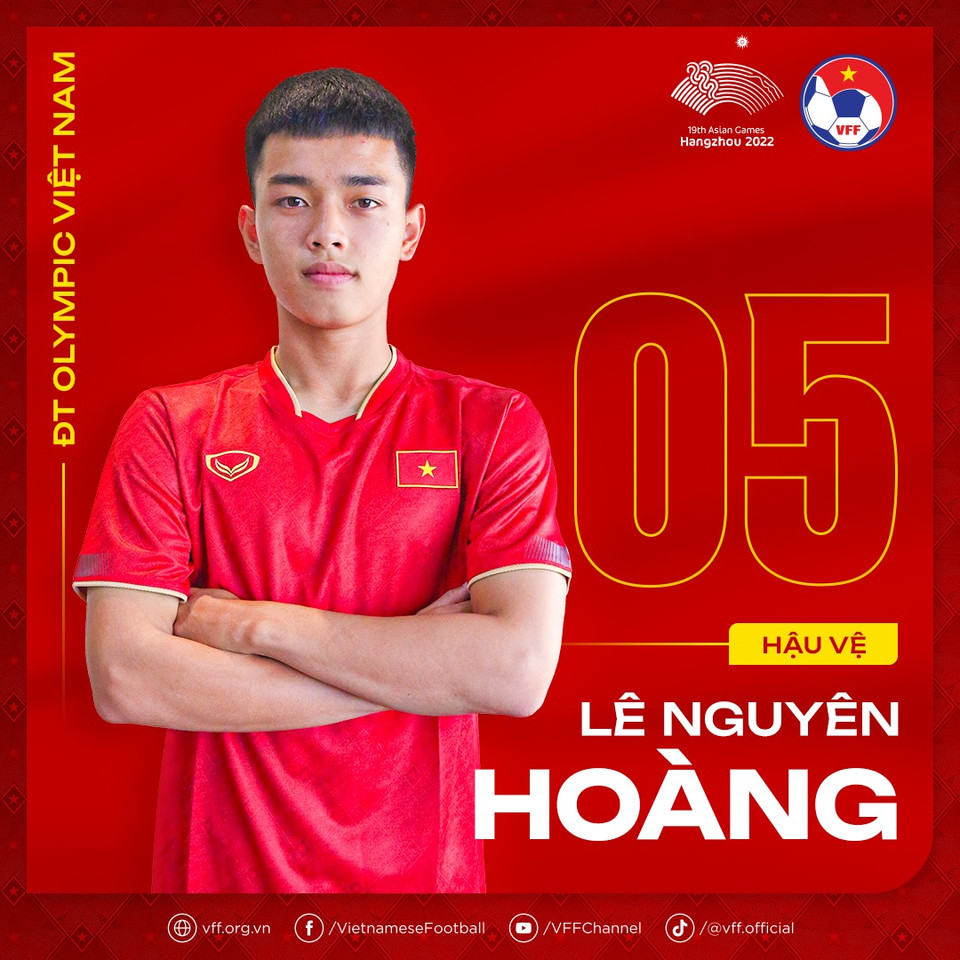 ĐT OLYMPIC VIỆT NAM
19th Asian Games
Hangzhou 2022
VFF
05
HẬU VỆ
LÊ NGUYÊN
HOÀNG
vff.org.vn
/VietnameseFootball
/VFFChannel
/@vff.official